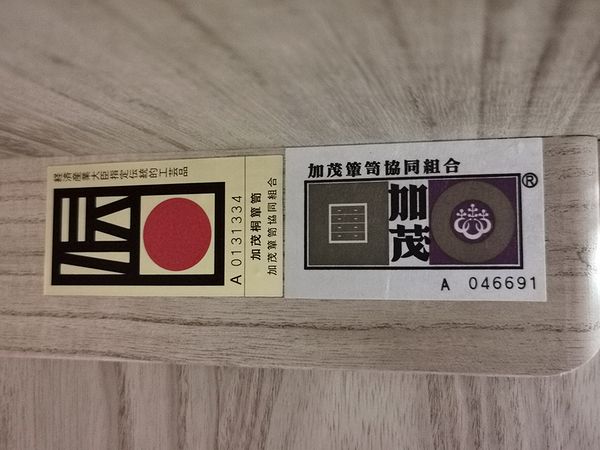 経済産業大臣指定伝統的工芸品
伝
A 0131334
加茂桐箪笥
加茂箪笥協同組合
加茂箪笥協同組合
加茂
®
A 046691